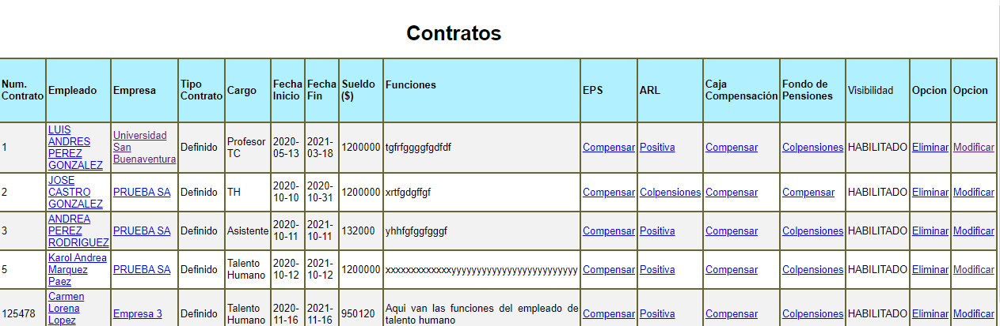 Contratos
Num. Contrato Empleado Empresa Tipo Contrato Cargo Fecha Inicio Fecha Fin Sueldo ($) Funciones EPS ARL Caja Compensación Fondo de Pensiones Visibilidad Opcion Opcion
1 LUIS ANDRES PEREZ GONZALEZ Universidad San Buenaventura Definido Profesor TC 2020-05-13 2021-03-18 1200000 tgfrfggggfgdfdf Compensar Positiva Compensar Colpensiones HABILITADO Eliminar Modificar
2 JOSE CASTRO GONZALEZ PRUEBA SA Definido TH 2020-10-10 2020-10-31 1200000 xrtfgdgffgf Compensar Colpensiones Compensar Compensar HABILITADO Eliminar Modificar
3 ANDREA PEREZ RODRIGUEZ PRUEBA SA Definido Asistente 2020-10-11 2021-10-11 132000 yhhfgfggfgggf Compensar Positiva Compensar Colpensiones HABILITADO Eliminar Modificar
5 Karol Andrea Marquez Paez PRUEBA SA Definido Talento Humano 2020-10-12 2021-10-12 1200000 xxxxxxxxxxxxxyyyyyyyyyyyyyyyyyyyyyyyyy Compensar Positiva Compensar Colpensiones HABILITADO Eliminar Modificar
125478 Carmen Lorena Lopez Empresa 3 Definido Talento Humano 2020-11-16 2021-11-16 950120 Aqui van las funciones del empleado de talento humano Compensar Positiva Compensar Colpensiones HABILITADO Eliminar Modificar